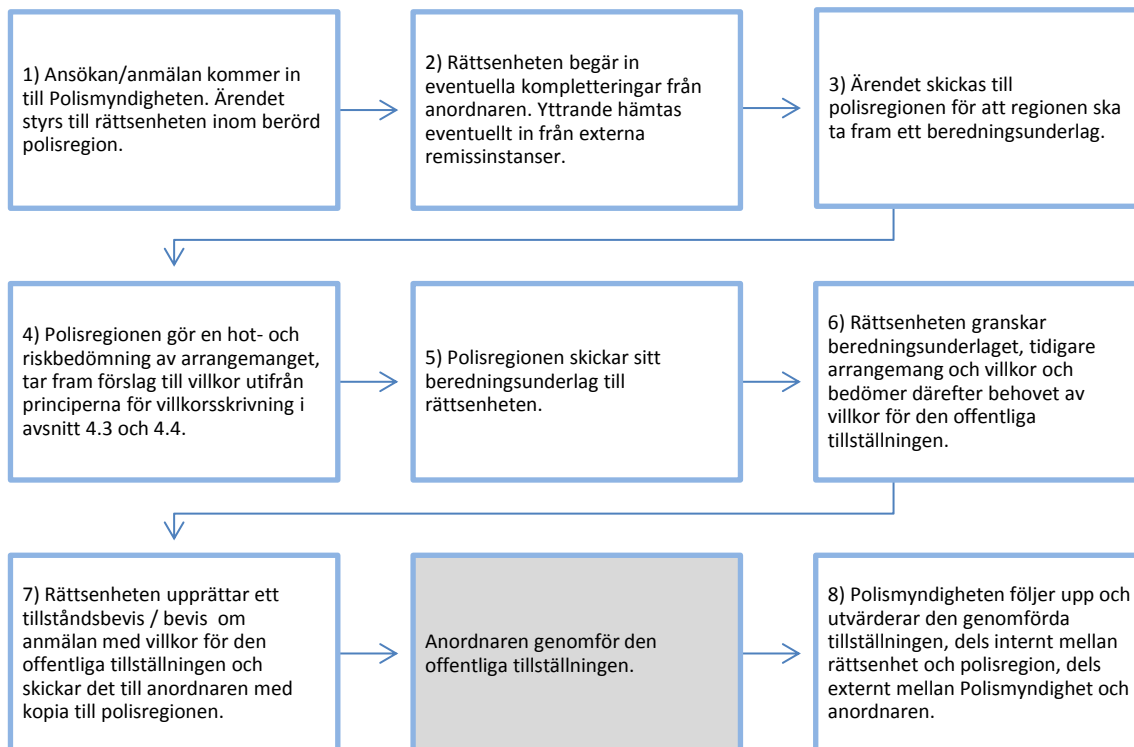 1) Ansökan/anmälan kommer in
till Polismyndigheten. Ärendet
styrs till rättsenheten inom berörd
polisregion.
2) Rättsenheten begär in
eventuella kompletteringar från
anordnaren. Yttrande hämtas
eventuellt in från externa
remissinstanser.
3) Ärendet skickas till
polisregionen för att regionen ska
ta fram ett beredningsunderlag.
4) Polisregionen gör en hot- och
riskbedömning av arrangemanget,
tar fram förslag till villkor utifrån
principerna för villkorsskrivning i
avsnitt 4.3 och 4.4.
5) Polisregionen skickar sitt
beredningsunderlag till
rättsenheten.
6) Rättsenheten granskar
beredningsunderlaget, tidigare
arrangemang och villkor och
bedömer därefter behovet av
villkor för den offentliga
tillställningen.
7) Rättsenheten upprättar ett
tillståndsbevis / bevis om
anmälan med villkor för den
offentliga tillställningen och
skickar det till anordnaren med
kopia till polisregionen.
Anordnaren genomför den
offentliga tillställningen.
8) Polismyndigheten följer upp och
utvärderar den genomförda
tillställningen, dels internt mellan
rättsenhet och polisregion, dels
externt mellan Polismyndighet och
anordnaren.